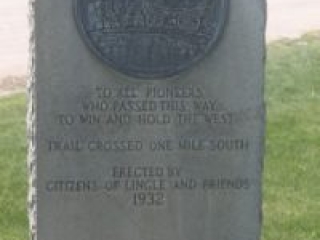 TO ALL PIONEERS
WHO PASSED THIS WAY
TO WIN AND HOLD THE WEST
TRAIL CROSSED ONE MILE SOUTH
ERECTED BY
CITIZENS OF LINGLE AND FRIENDS
1932